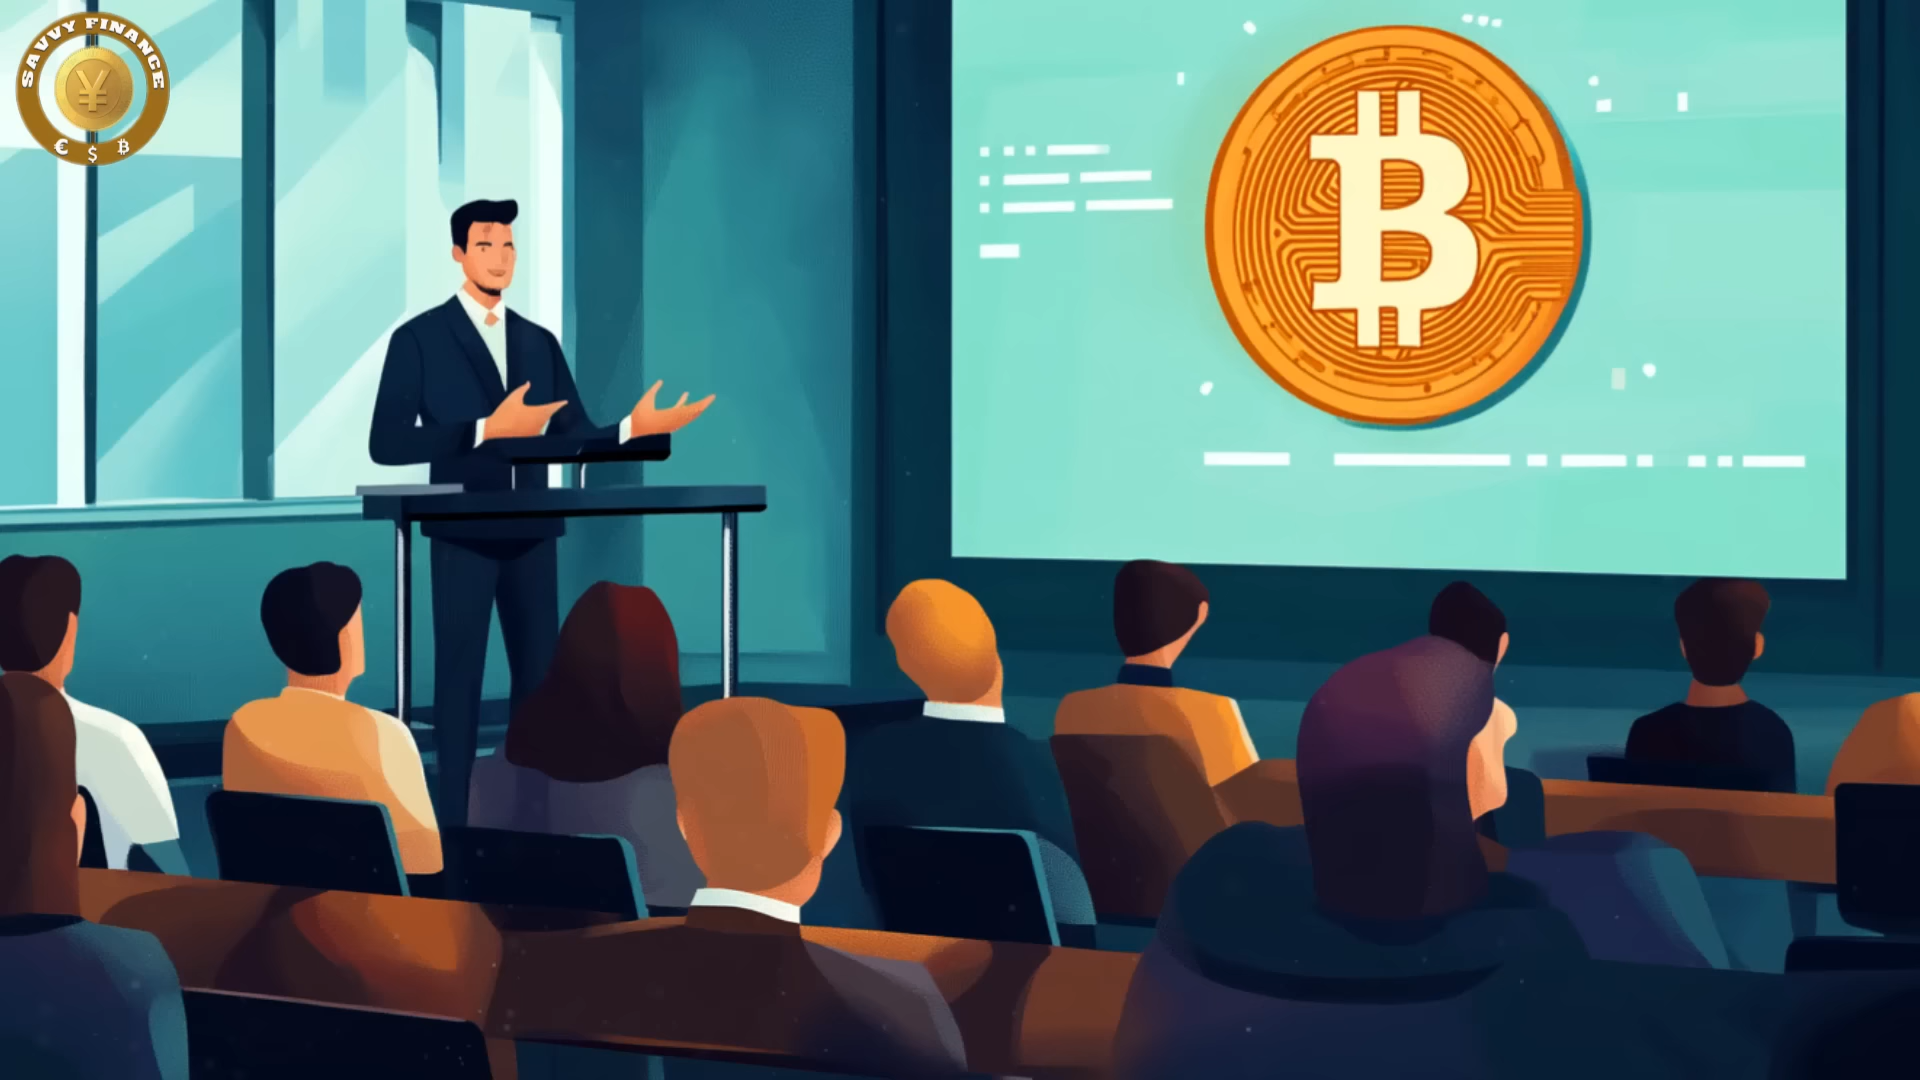 SAVVY FINANCE
¥
€ $ ₿
₿